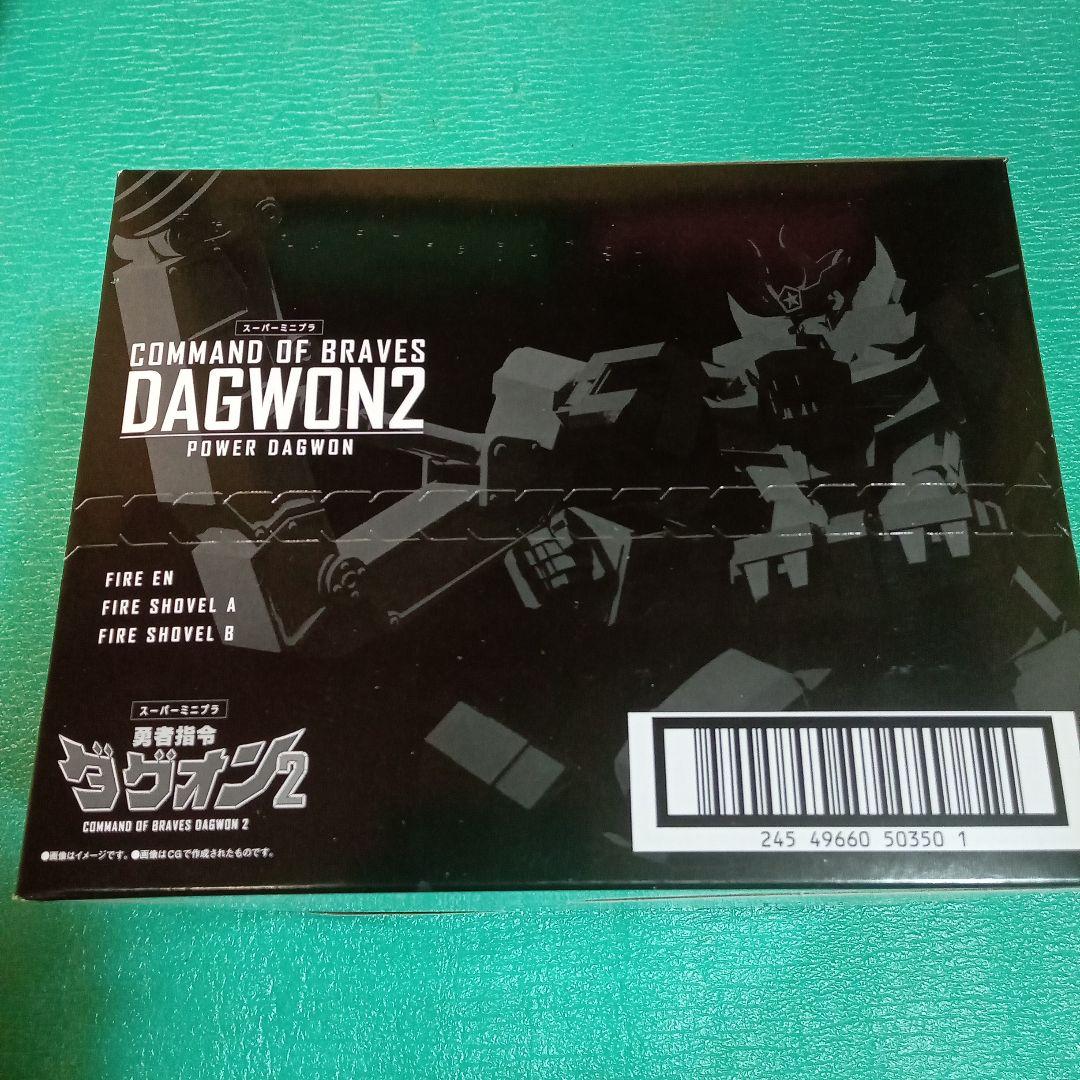 スーパーミニプラ
COMMAND OF BRAVES
DAGWON2
POWER DAGWON
FIRE EN
FIRE SHOVEL A
FIRE SHOVEL B
スーパーミニプラ
勇者指令
ダグオン2
COMMAND OF BRAVES DAGWON 2
●画像はイメージです。●画像はCGで作成されたものです。
245 49660 50350 1